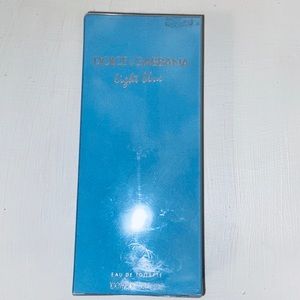 DOLCE & GABBANA
light blue
EAU DE TOILETTE